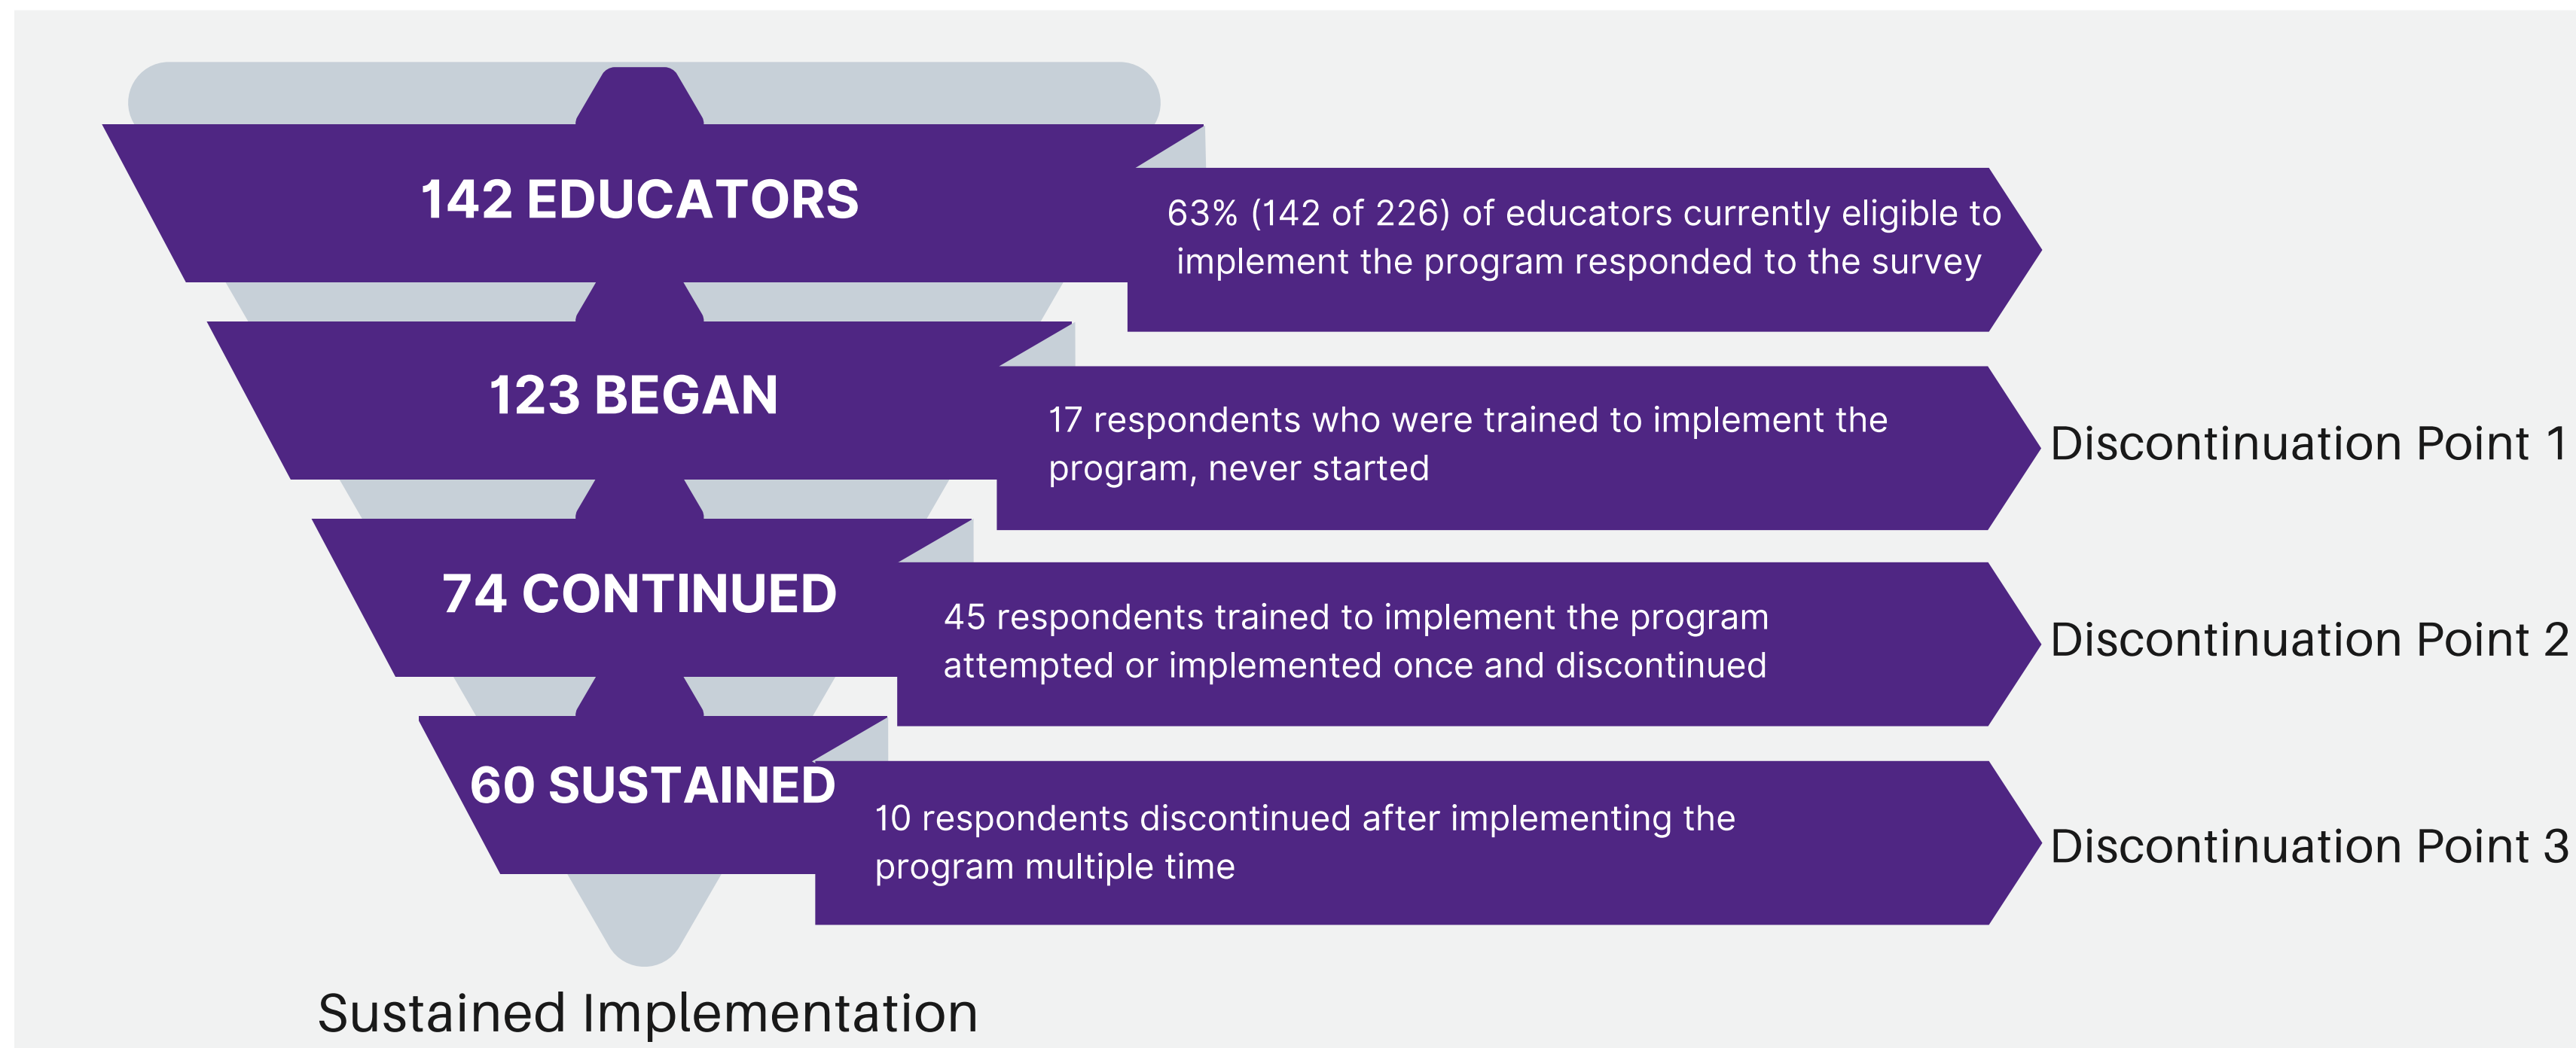 142 EDUCATORS
63% (142 of 226) of educators currently eligible to
implement the program responded to the survey
123 BEGAN
17 respondents who were trained to implement the
program, never started
Discontinuation Point 1
74 CONTINUED
45 respondents trained to implement the program
attempted or implemented once and discontinued
Discontinuation Point 2
60 SUSTAINED
10 respondents discontinued after implementing the
program multiple time
Discontinuation Point 3
Sustained Implementation